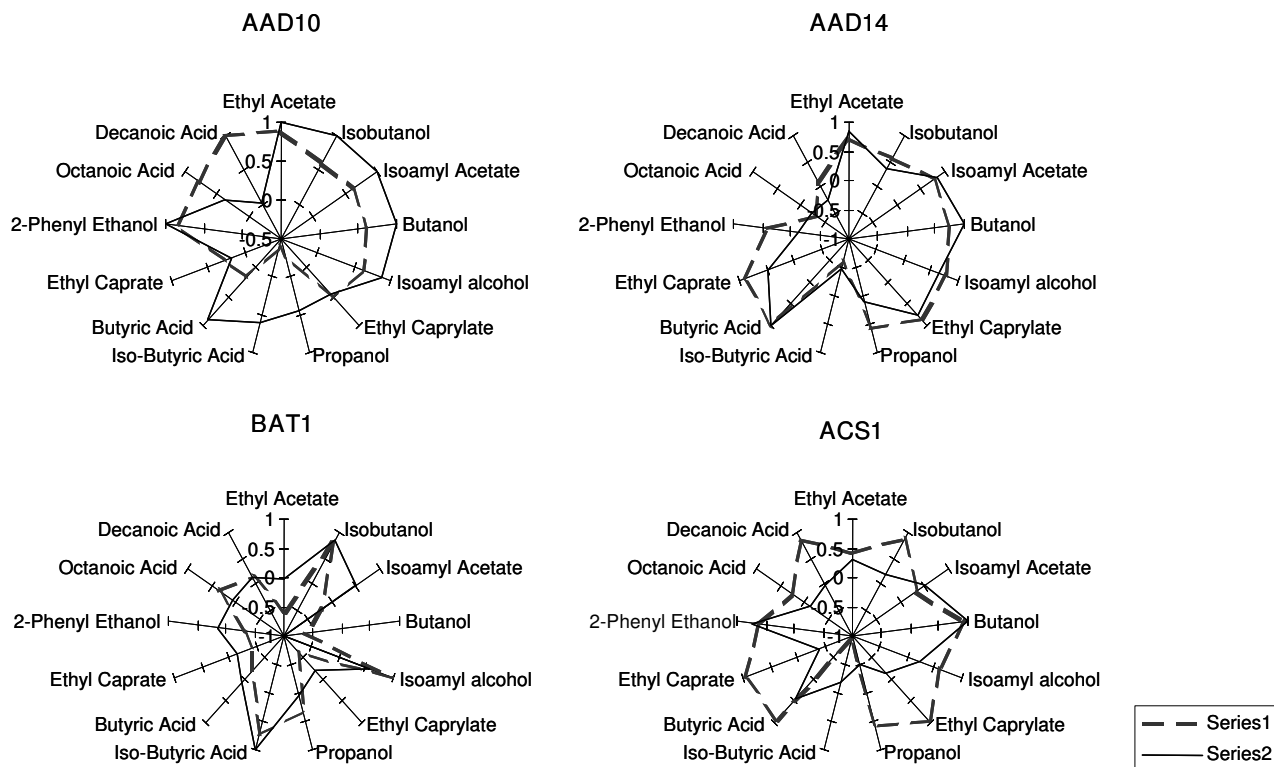 AAD10
Ethyl Acetate
1
Decanoic Acid
Isobutanol
0.5
Octanoic Acid
Isoamyl Acetate
0
2-Phenyl Ethanol
Butanol
0.5
Ethyl Caprate
Isoamyl alcohol
Butyric Acid
Ethyl Caprylate
Iso-Butyric Acid
Propanol
AAD14
Ethyl Acetate
1
Decanoic Acid
Isobutanol
0.5
Octanoic Acid
Isoamyl Acetate
0
-0.5
2-Phenyl Ethanol
Butanol
-1
Ethyl Caprate
Isoamyl alcohol
Butyric Acid
Ethyl Caprylate
Iso-Butyric Acid
Propanol
BAT1
Ethyl Acetate
1
Decanoic Acid
Isobutanol
0.5
Octanoic Acid
Isoamyl Acetate
0
-0.5
2-Phenyl Ethanol
Butanol
-1
Ethyl Caprate
Isoamyl alcohol
Butyric Acid
Ethyl Caprylate
Iso-Butyric Acid
Propanol
ACS1
Ethyl Acetate
1
Decanoic Acid
Isobutanol
0.5
Octanoic Acid
Isoamyl Acetate
0
-0.5
2-Phenyl Ethanol
Butanol
-1
Ethyl Caprate
Isoamyl alcohol
Butyric Acid
Ethyl Caprylate
Iso-Butyric Acid
Propanol
Series1
Series2